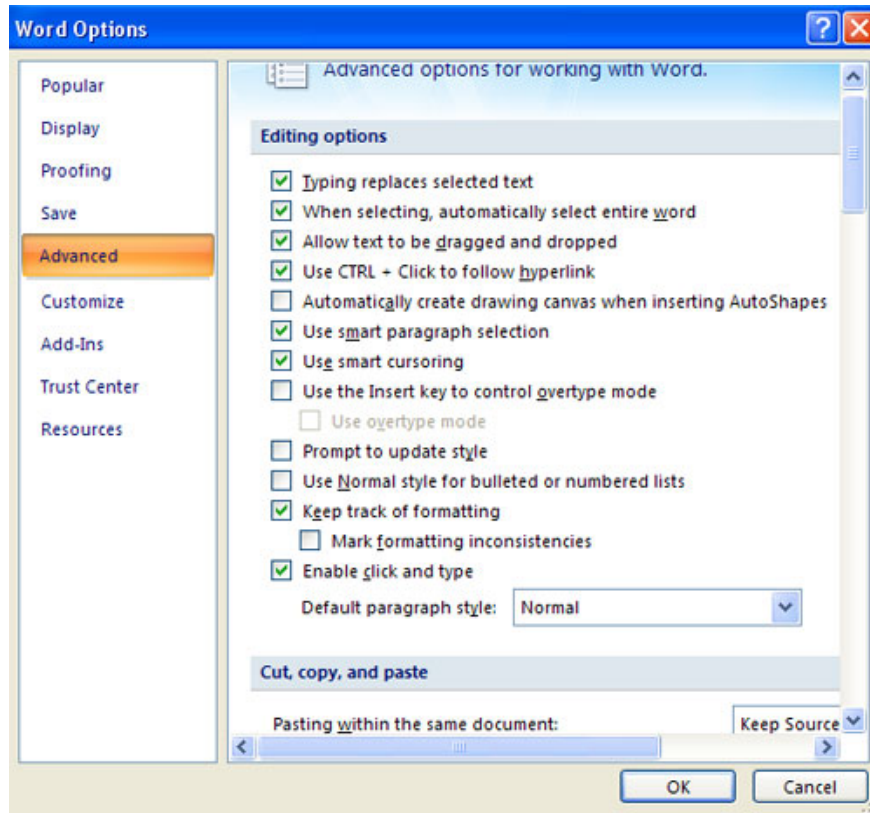 Word Options
Popular
Display
Proofing
Save
Advanced
Customize
Add-Ins
Trust Center
Resources
Advanced options for working with Word.
Editing options
Typing replaces selected text
When selecting, automatically select entire word
Allow text to be dragged and dropped
Use CTRL + Click to follow hyperlink
Automatically create drawing canvas when inserting AutoShapes
Use smart paragraph selection
Use smart cursoring
Use the Insert key to control overtype mode
Use overtype mode
Prompt to update style
Use Normal style for bulleted or numbered lists
Keep track of formatting
Mark formatting inconsistencies
Enable click and type
Default paragraph style: Normal
Cut, copy, and paste
Pasting within the same document: Keep Source
OK Cancel